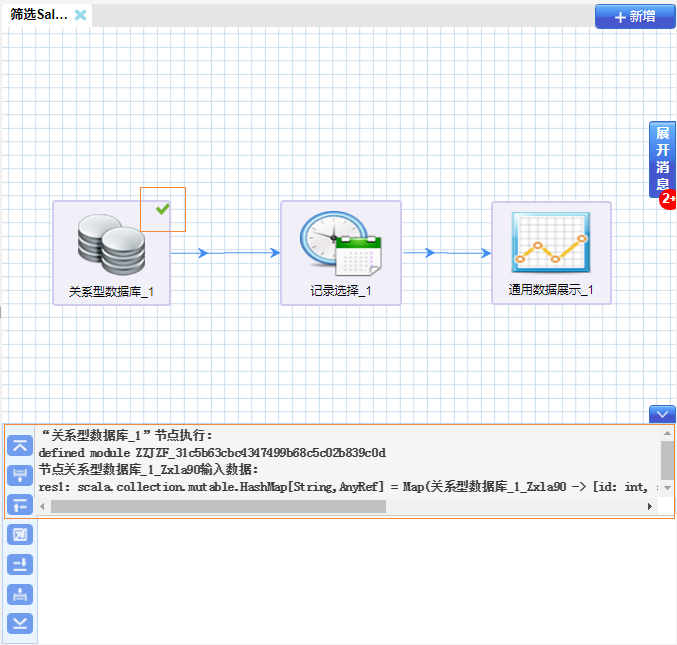 筛选Sal...
新增
展开消息
2+
关系型数据库_1
记录选择_1
通用数据展示_1
“关系型数据库_1”节点执行：
defined module ZZJZF_31c5b63cbc4347499b68c5c02b839c0d
节点关系型数据库_1_Zxla90输入数据：
res1: scala.collection.mutable.HashMap[String,AnyRef] = Map(关系型数据库_1_Zxla90 -> [id: int,